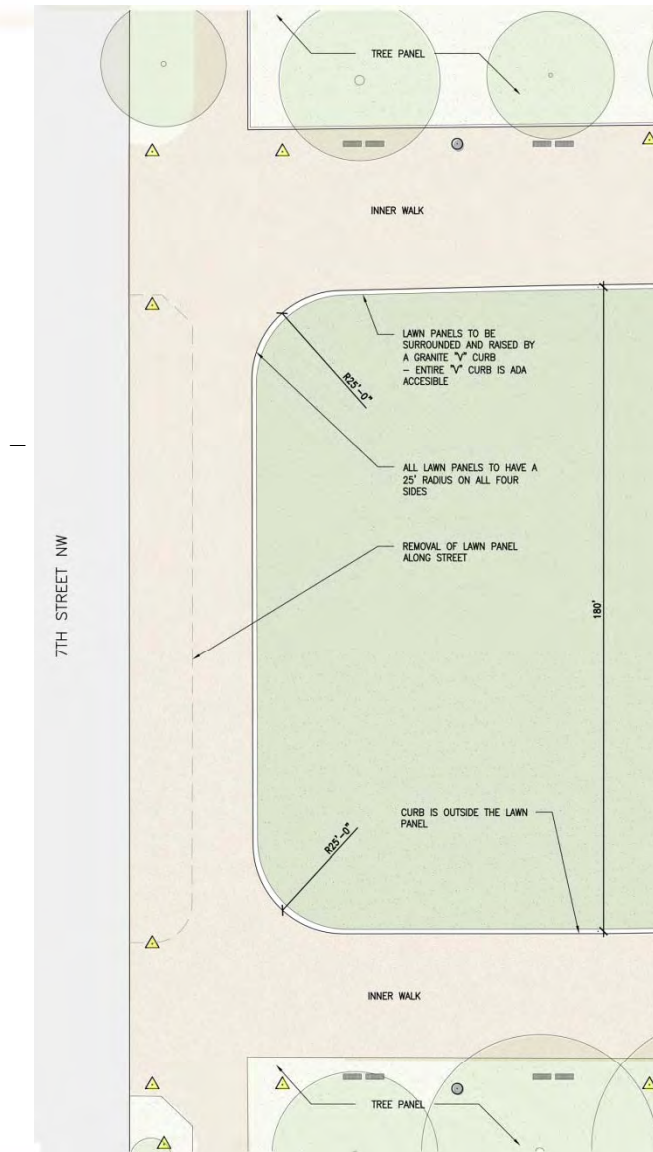 TREE PANEL
INNER WALK
LAWN PANELS TO BE
SURROUNDED AND RAISED BY
A GRANITE "V" CURB
– ENTIRE "V" CURB IS ADA
ACCESIBLE
R25'-0"
ALL LAWN PANELS TO HAVE A
25' RADIUS ON ALL FOUR
SIDES
REMOVAL OF LAWN PANEL
ALONG STREET
7TH STREET NW
180'
CURB IS OUTSIDE THE LAWN
PANEL
R25'-0"
INNER WALK
TREE PANEL